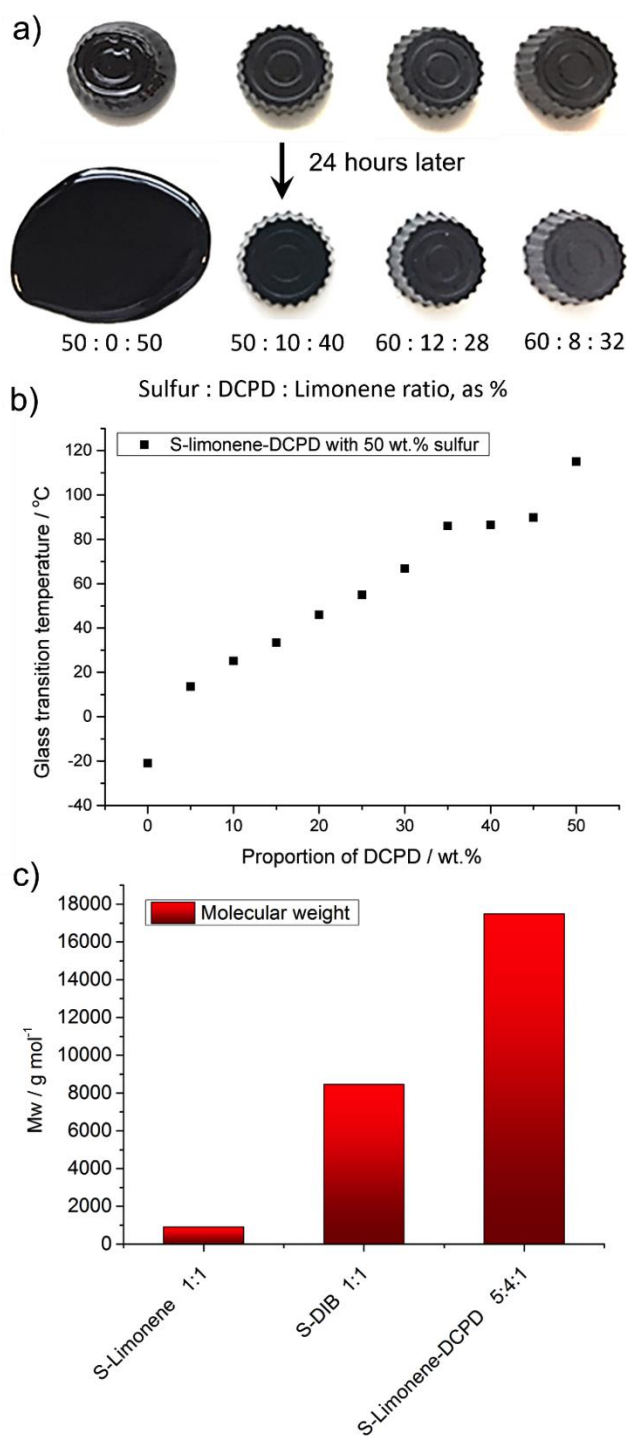 a)
24 hours later
50 : 0 : 50 50 : 10 : 40 60 : 12 : 28 60 : 8 : 32
Sulfur : DCPD : Limonene ratio, as %
b)
S-limonene-DCPD with 50 wt.% sulfur
Glass transition temperature / °C
120
100
80
60
40
20
0
-20
-40
0 10 20 30 40 50
Proportion of DCPD / wt.%
c)
Molecular weight
Mw / g mol⁻¹
18000
16000
14000
12000
10000
8000
6000
4000
2000
0
S-Limonene 1:1
S-DIB 1:1
S-Limonene-DCPD 5:4:1